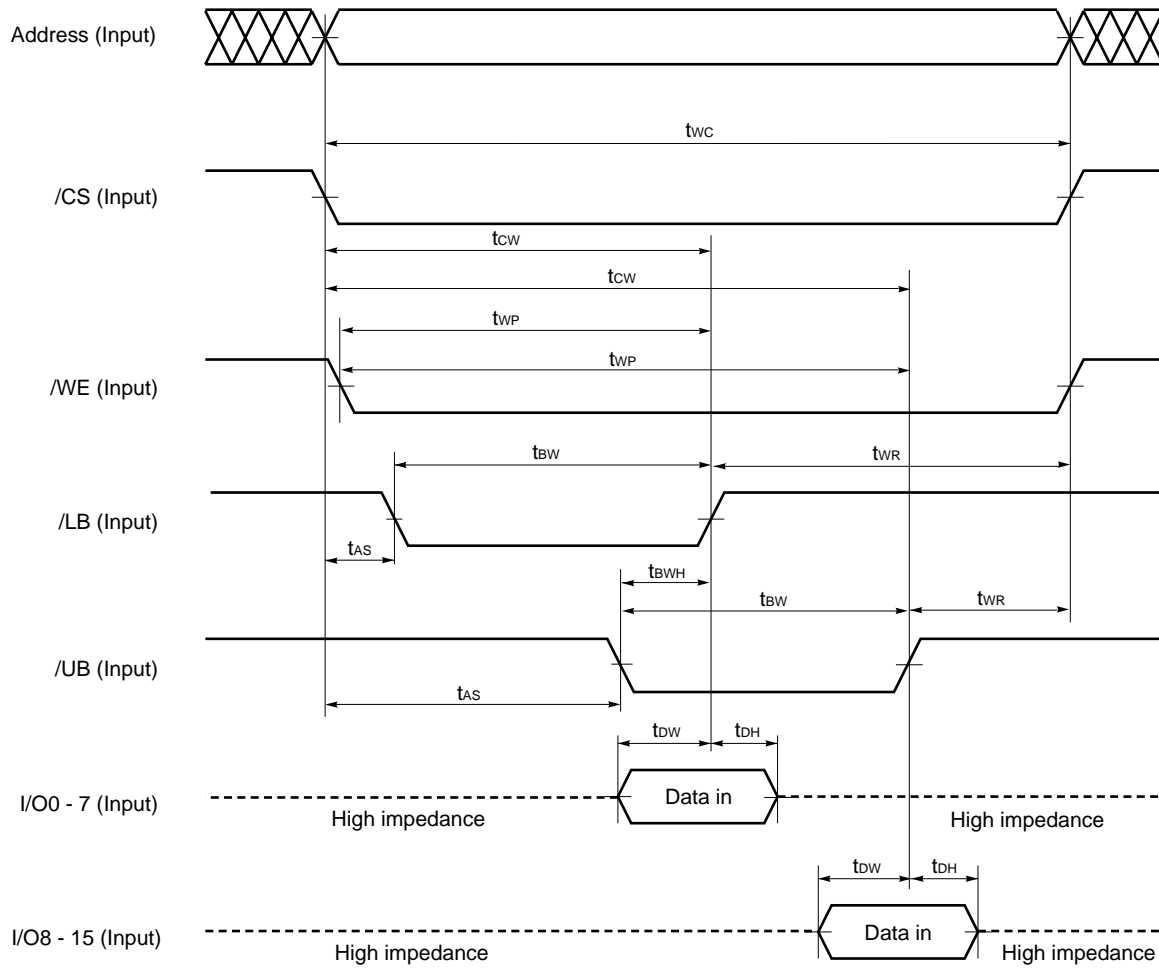 Address (Input)
tWC
/CS (Input)
tCW
tCW
tWP
tWP
/WE (Input)
tBW
tWR
/LB (Input)
tAS
tBWH
tBW
tWR
/UB (Input)
tAS
tDW
tDH
I/O0 - 7 (Input)
Data in
High impedance
High impedance
tDW
tDH
I/O8 - 15 (Input)
Data in
High impedance
High impedance